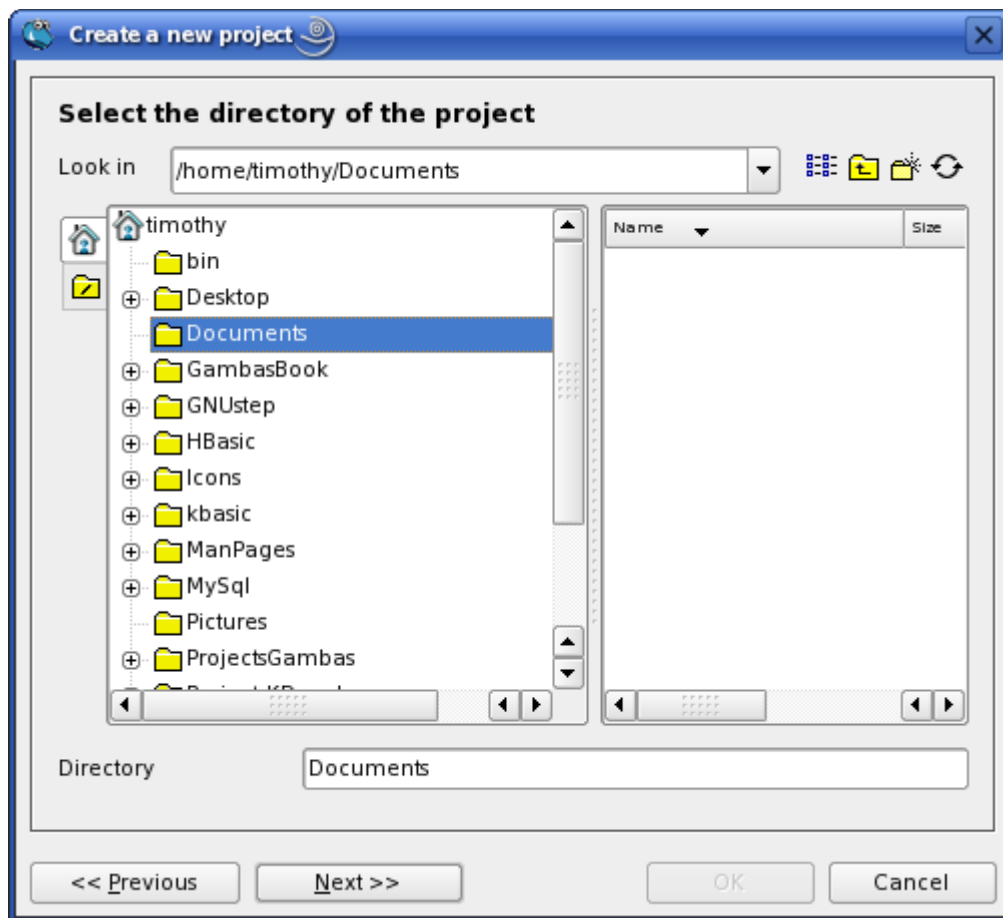 Create a new project
Select the directory of the project
Look in
/home/timothy/Documents
timothy
bin
Desktop
Documents
GambasBook
GNUstep
HBasic
Icons
kbasic
ManPages
MySql
Pictures
ProjectsGambas
Name
Size
Directory
Documents
<< Previous
Next >>
OK
Cancel